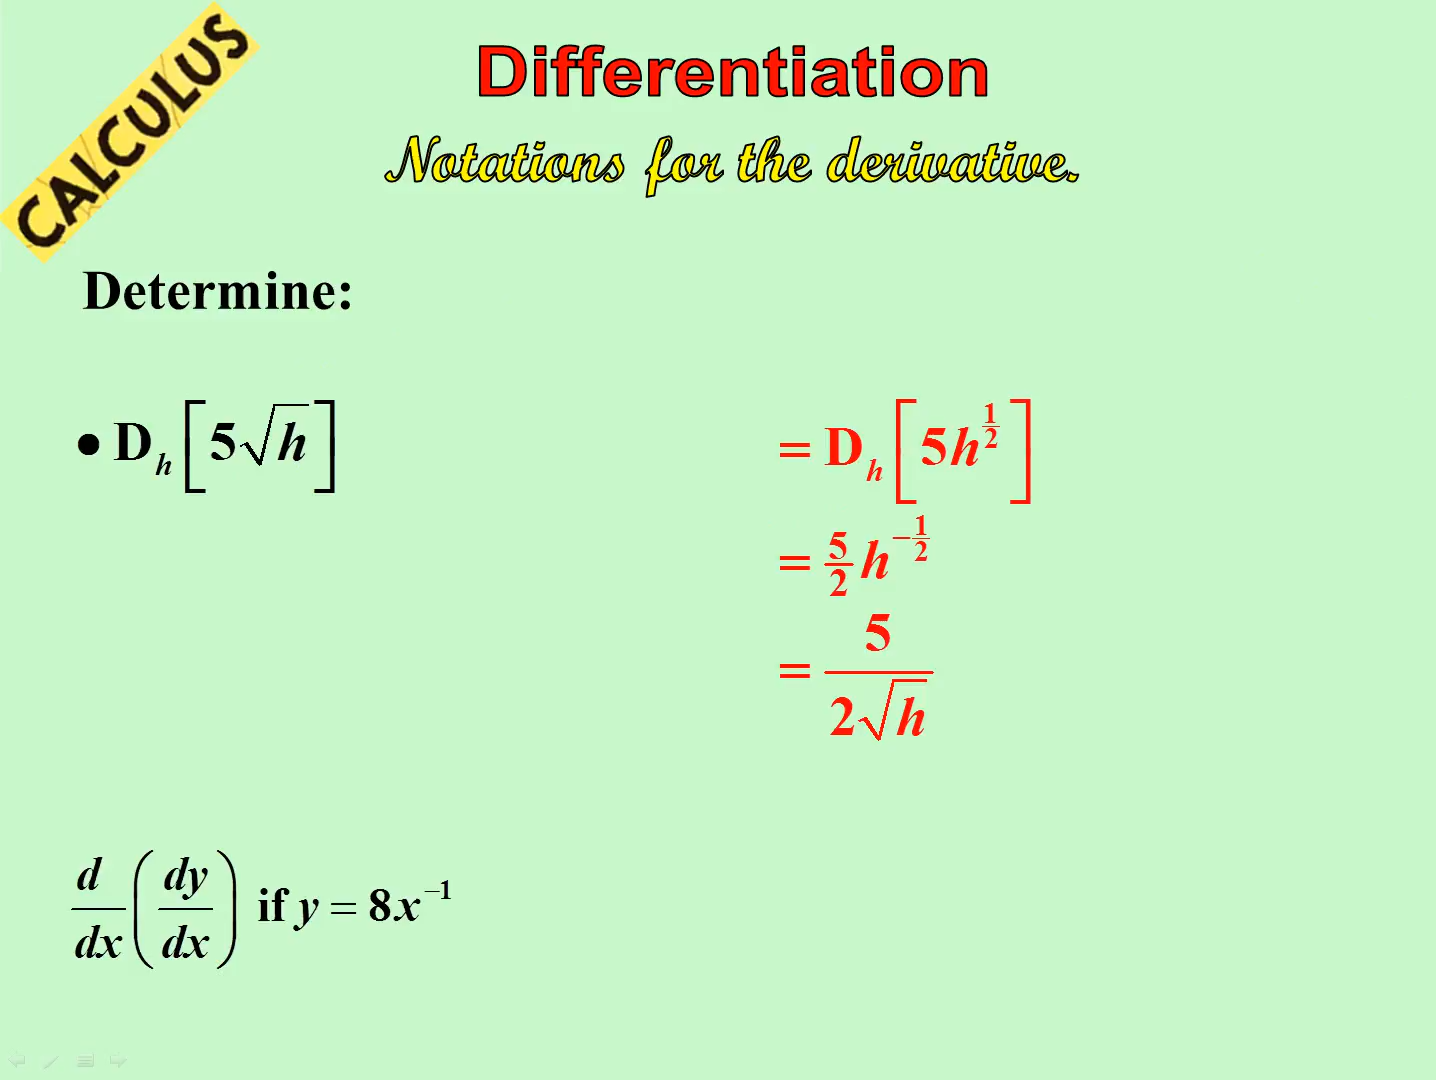 CALCULUS
Differentiation
Notations for the derivative.
Determine:
• D_h[5√h]
= D_h[5h^{1/2}]
= 5/2 h^{-1/2}
= 5/(2√h)
d/dx (dy/dx) if y = 8x^{-1}